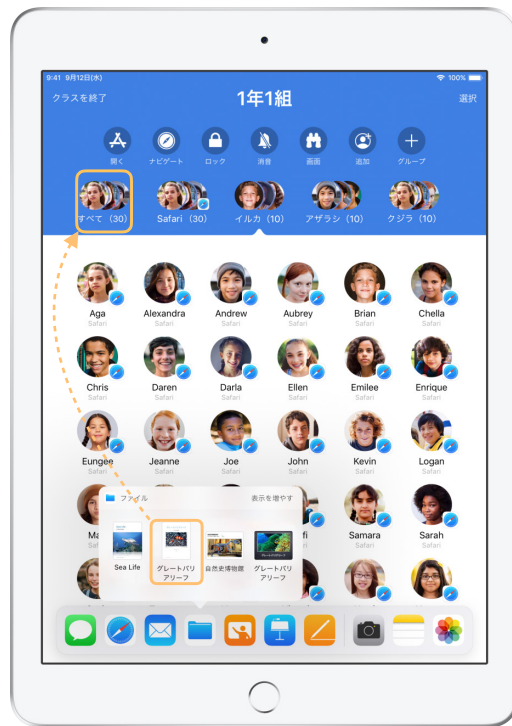 9:41 9月12日(水)
100%
クラスを終了
1年1組
選択
開く
ナビゲート
ロック
消音
画面
追加
グループ
すべて (30)
Safari (30)
イルカ (10)
アザラシ (10)
クジラ (10)
Aga
Safari
Alexandra
Safari
Andrew
Safari
Aubrey
Safari
Brian
Safari
Chella
Safari
Chris
Safari
Daren
Safari
Darla
Safari
Ellen
Safari
Emilee
Safari
Enrique
Safari
Eungee
Safari
Jeanne
Safari
Joe
Safari
John
Safari
Kevin
Safari
Logan
Safari
Samara
Safari
Sarah
Safari
ファイル
表示を増やす
Sea Life
グレートバリ
アリーフ
自然史博物館
グレートバリ
アリーフ